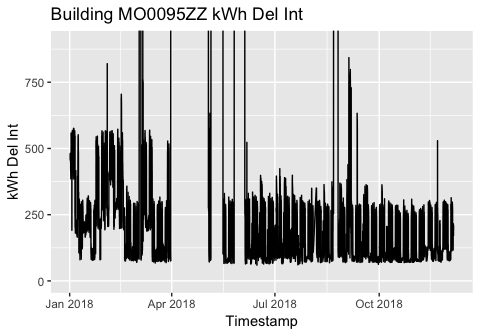 Building MO0095ZZ kWh Del Int
kWh Del Int
750
500
250
0
Jan 2018
Apr 2018
Jul 2018
Oct 2018
Timestamp